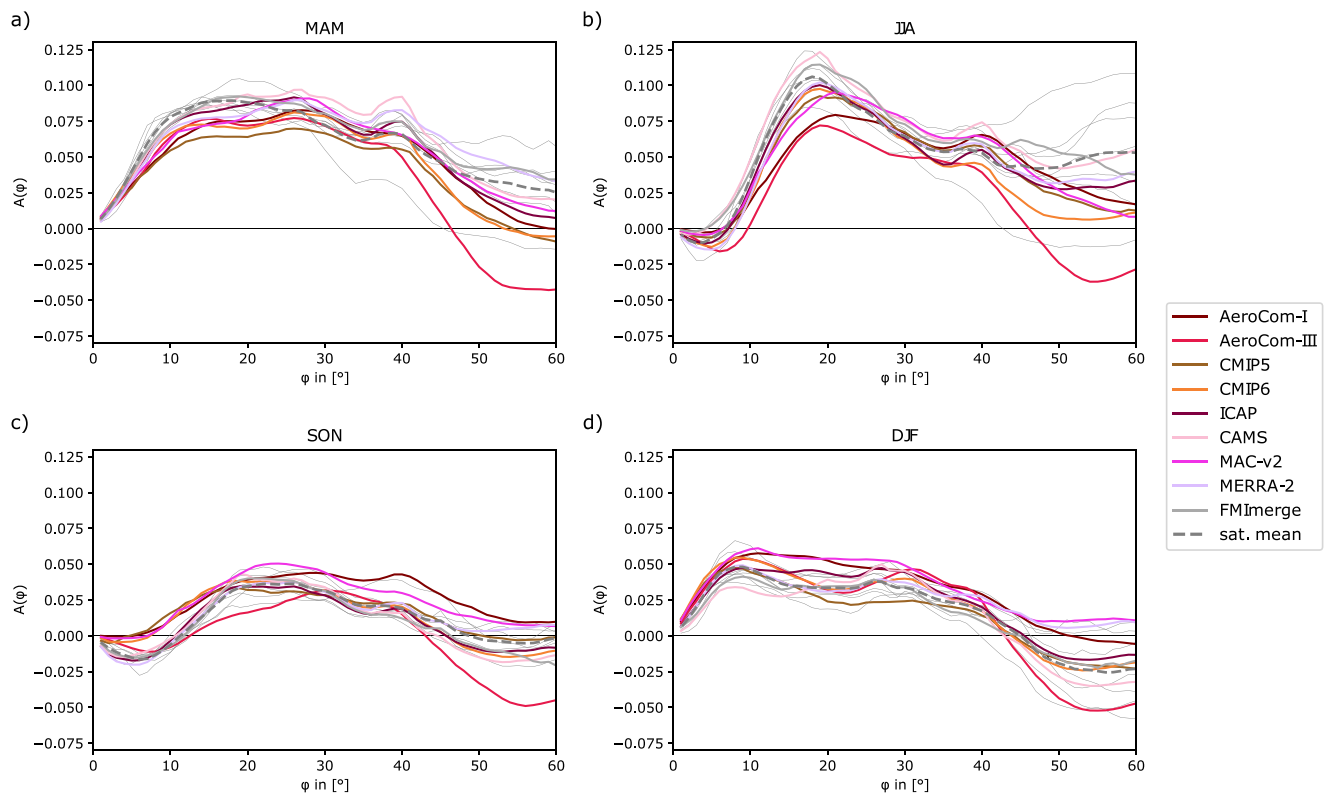 a)
MAM
A(φ)
0.125
0.100
0.075
0.050
0.025
0.000
−0.025
−0.050
−0.075
0 10 20 30 40 50 60
φ in [°]
b)
JJA
A(φ)
0.125
0.100
0.075
0.050
0.025
0.000
−0.025
−0.050
−0.075
0 10 20 30 40 50 60
φ in [°]
c)
SON
A(φ)
0.125
0.100
0.075
0.050
0.025
0.000
−0.025
−0.050
−0.075
0 10 20 30 40 50 60
φ in [°]
d)
DJF
A(φ)
0.125
0.100
0.075
0.050
0.025
0.000
−0.025
−0.050
−0.075
0 10 20 30 40 50 60
φ in [°]
AeroCom-I
AeroCom-III
CMIP5
CMIP6
ICAP
CAMS
MAC-v2
MERRA-2
FMImerge
sat. mean